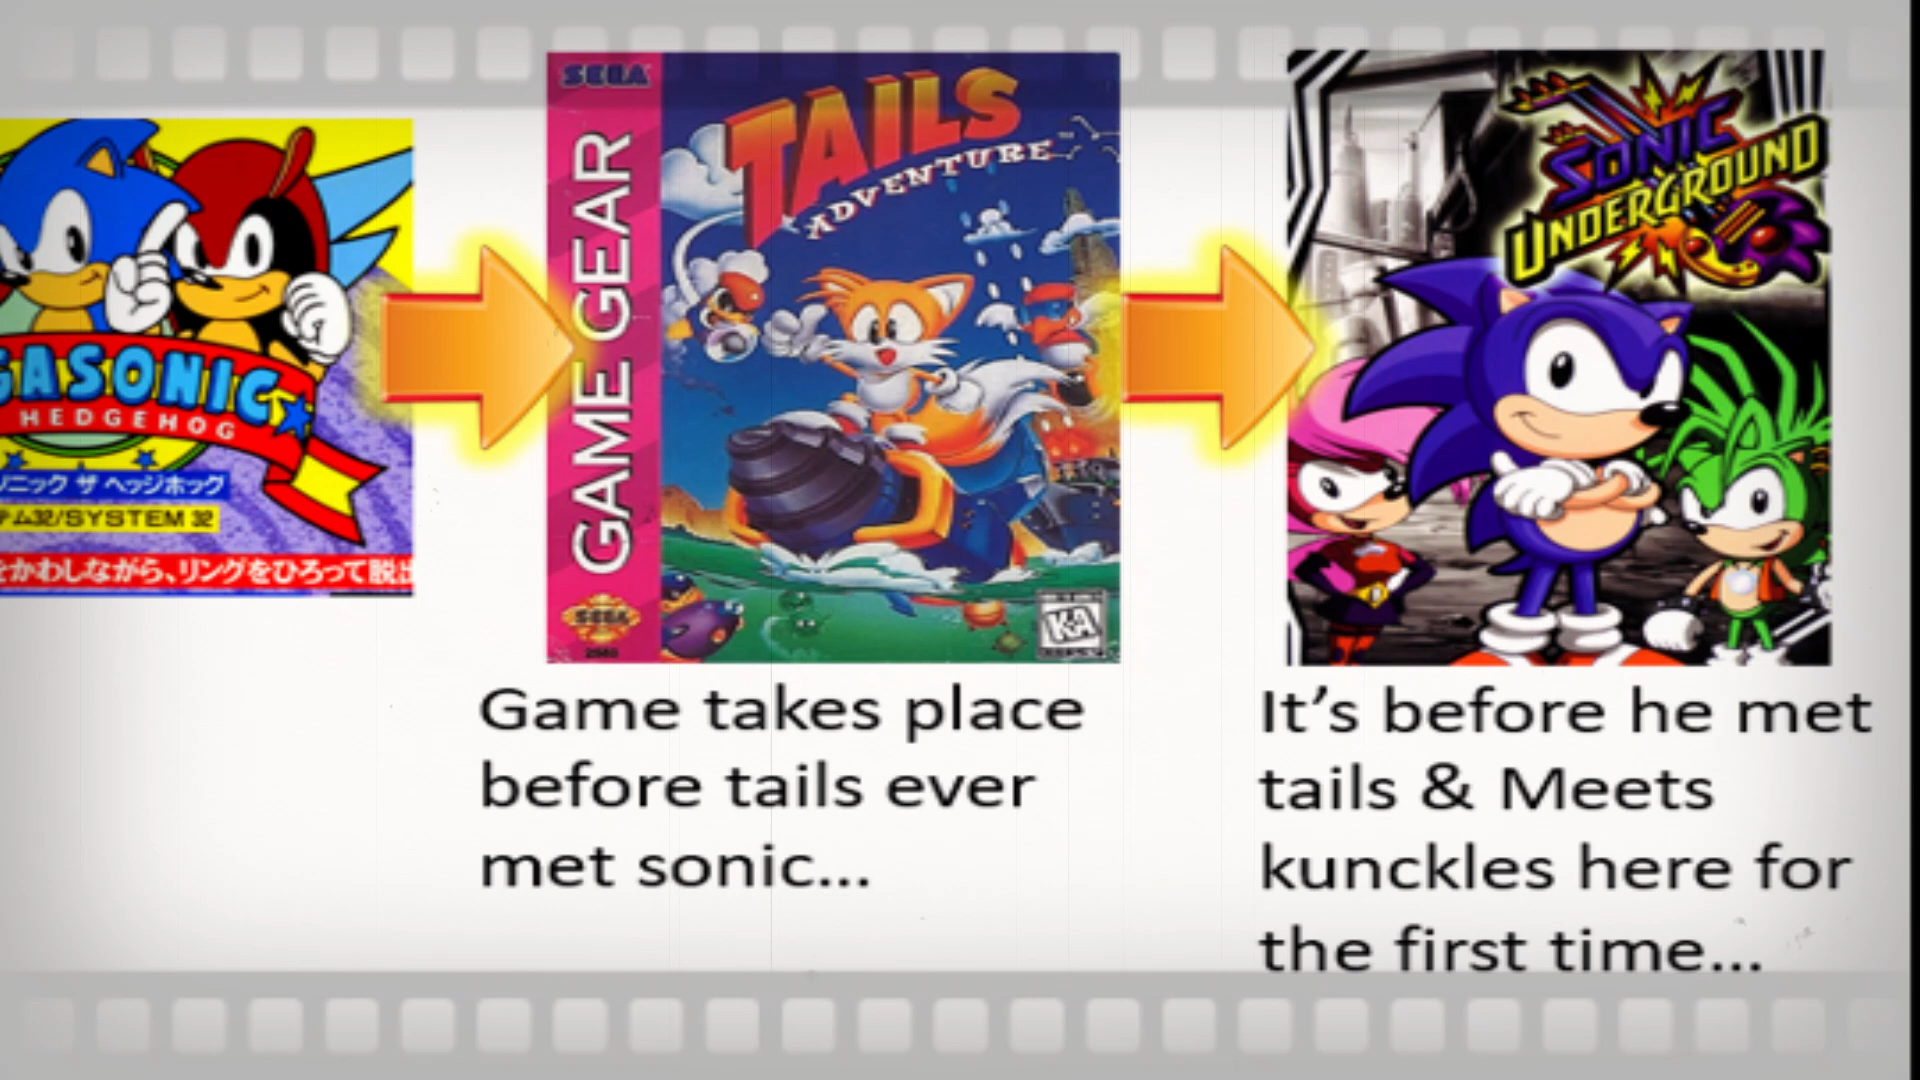 GASONIC
HEDGEHOG
ソニック ザ ヘッジホッグ
テム32/SYSTEM 32
をかわしながら、リングをひろって脱出
SEGA
GAME GEAR
TAILS
ADVENTURE
SEGA
KA
SONIC
UNDERGROUND
Game takes place
before tails ever
met sonic...
It's before he met
tails & Meets
kunckles here for
the first time...